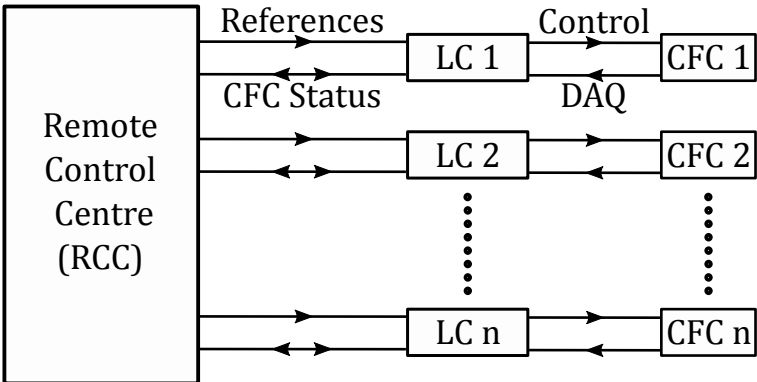 References
Control
LC 1
CFC 1
CFC Status
DAQ
Remote
Control
Centre
(RCC)
LC 2
CFC 2
LC n
CFC n